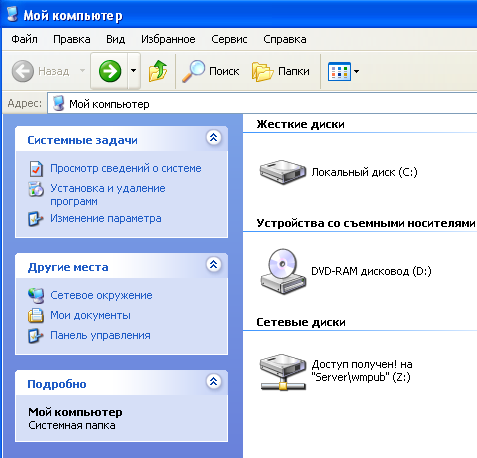 Мой компьютер
Файл Правка Вид Избранное Сервис Справка
Назад Поиск Папки
Адрес: Мой компьютер
Системные задачи
Просмотр сведений о системе
Установка и удаление
программ
Изменение параметра
Другие места
Сетевое окружение
Мои документы
Панель управления
Подробно
Мой компьютер
Системная папка
Жесткие диски
Локальный диск (C:)
Устройства со съемными носителями
DVD-RAM дисковод (D:)
Сетевые диски
Доступ получен! на
"Server\wmpub" (Z:)